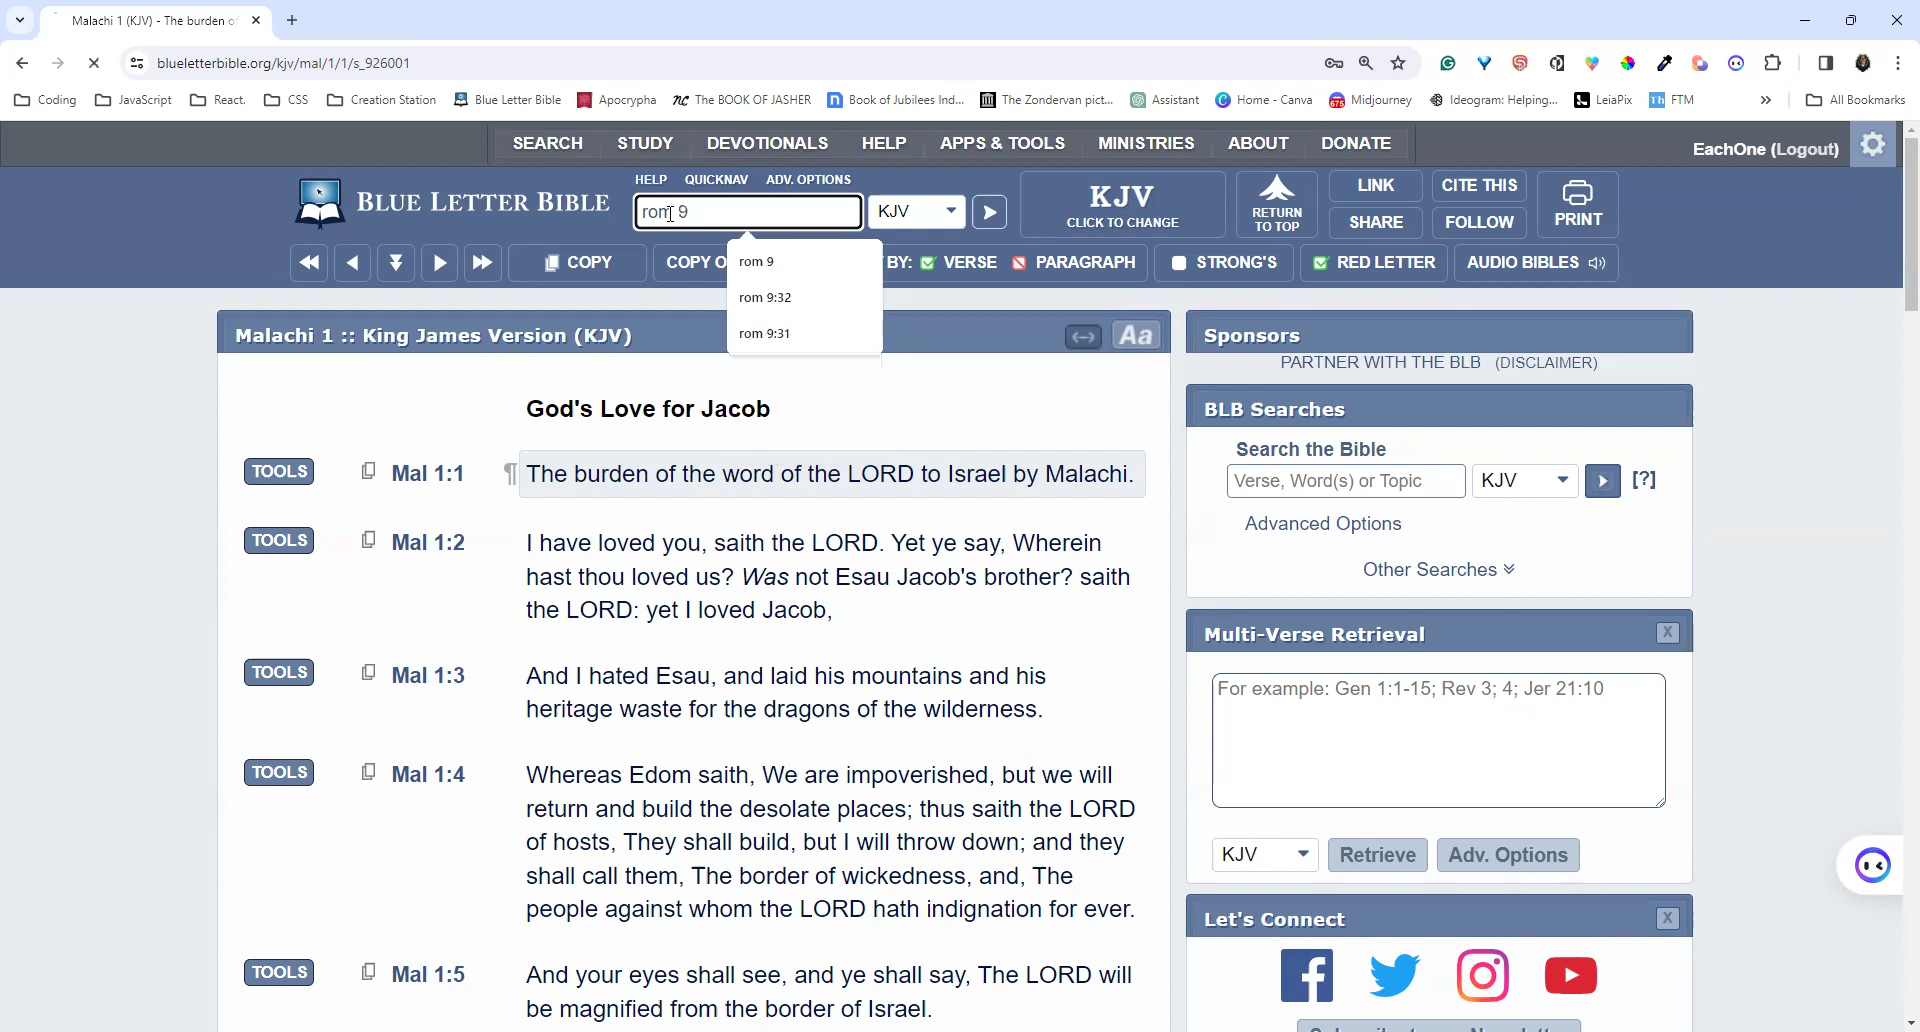 Malachi 1 (KJV) - The burden of
blueletterbible.org/kjv/mal/1/1/s_926001
Coding JavaScript React. CSS Creation Station Blue Letter Bible Apocrypha The BOOK OF JASHER Book of Jubilees Ind... The Zondervan pict... Assistant Home - Canva Midjourney Ideogram: Helping... LeiaPix FTM » All Bookmarks
SEARCH STUDY DEVOTIONALS HELP APPS & TOOLS MINISTRIES ABOUT DONATE
EachOne (Logout)
HELP QUICKNAV ADV. OPTIONS
BLUE LETTER BIBLE
rom 9
KJV
KJV
CLICK TO CHANGE
RETURN
TO TOP
LINK
CITE THIS
SHARE
FOLLOW
PRINT
COPY COPY O BY: VERSE PARAGRAPH STRONG'S RED LETTER AUDIO BIBLES
rom 9
rom 9:32
rom 9:31
Malachi 1 :: King James Version (KJV)
Aa
God's Love for Jacob
TOOLS Mal 1:1 ¶ The burden of the word of the LORD to Israel by Malachi.
TOOLS Mal 1:2 I have loved you, saith the LORD. Yet ye say, Wherein
hast thou loved us? Was not Esau Jacob's brother? saith
the LORD: yet I loved Jacob,
TOOLS Mal 1:3 And I hated Esau, and laid his mountains and his
heritage waste for the dragons of the wilderness.
TOOLS Mal 1:4 Whereas Edom saith, We are impoverished, but we will
return and build the desolate places; thus saith the LORD
of hosts, They shall build, but I will throw down; and they
shall call them, The border of wickedness, and, The
people against whom the LORD hath indignation for ever.
TOOLS Mal 1:5 And your eyes shall see, and ye shall say, The LORD will
be magnified from the border of Israel.
Sponsors
PARTNER WITH THE BLB (DISCLAIMER)
BLB Searches
Search the Bible
Verse, Word(s) or Topic KJV [?]
Advanced Options
Other Searches
Multi-Verse Retrieval X
For example: Gen 1:1-15; Rev 3; 4; Jer 21:10
KJV Retrieve Adv. Options
Let's Connect X